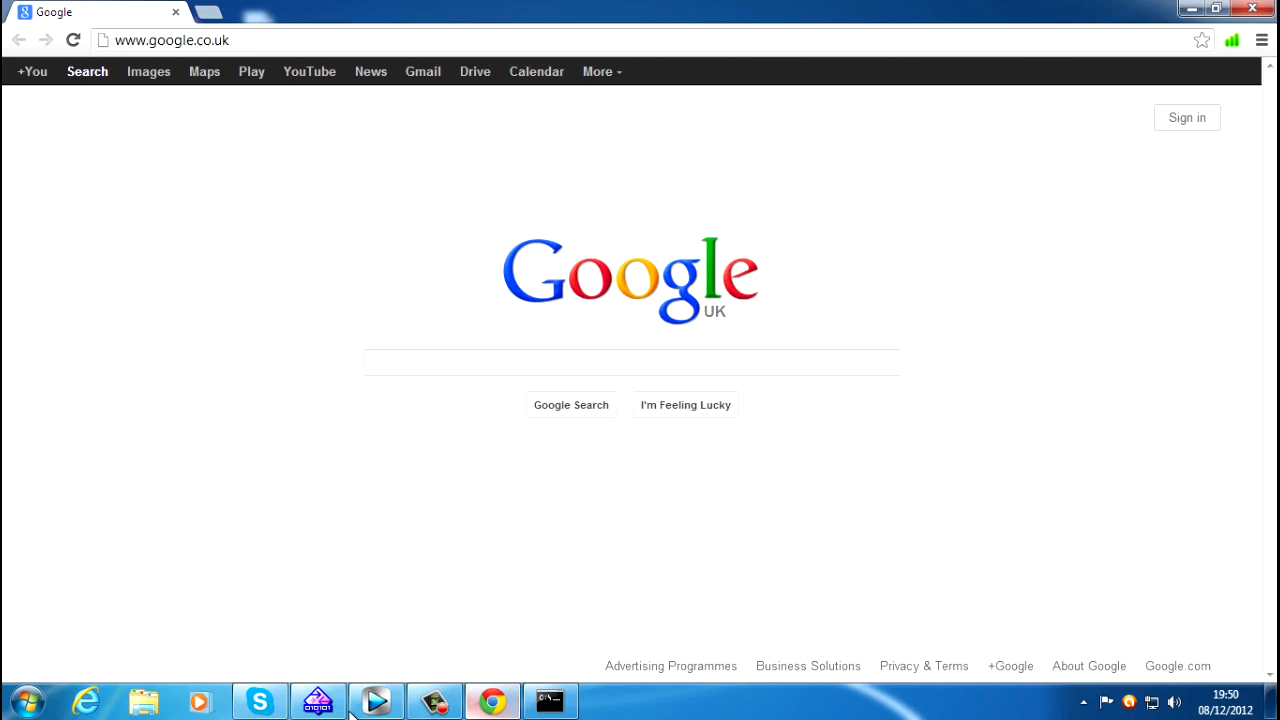 Google
www.google.co.uk
+You Search Images Maps Play YouTube News Gmail Drive Calendar More
Sign in
Google
UK
Google Search I'm Feeling Lucky
Advertising Programmes Business Solutions Privacy & Terms +Google About Google Google.com
010101
C:\
19:50
08/12/2012